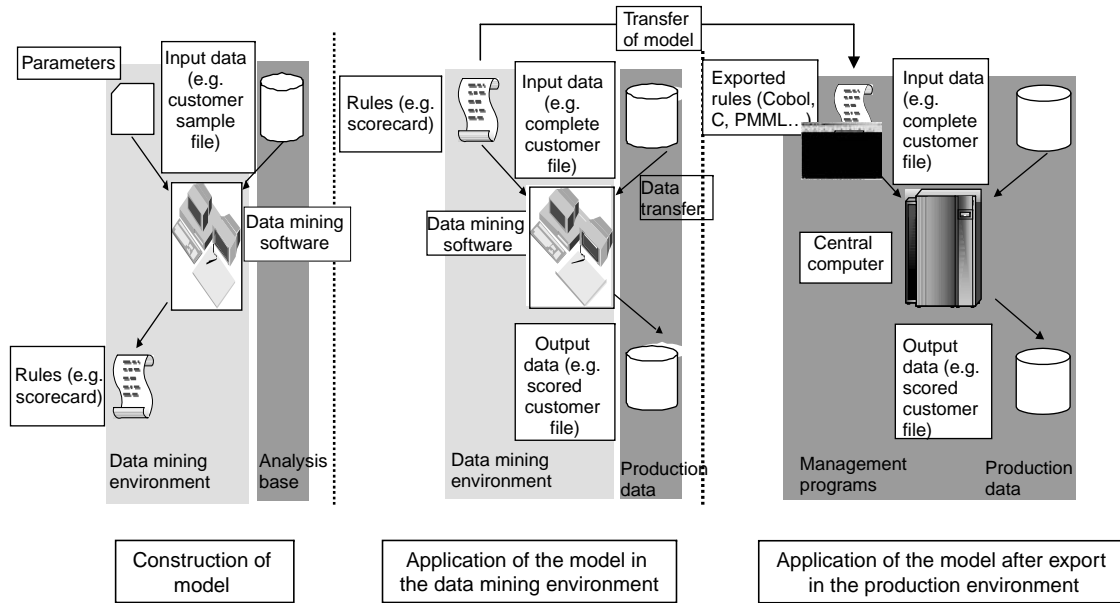 Parameters
Input data
(e.g.
customer
sample
file)
Data mining
software
Rules (e.g.
scorecard)
Data mining
environment
Analysis
base
Construction of
model
Transfer
of model
Rules (e.g.
scorecard)
Input data
(e.g.
complete
customer
file)
Data
transfer
Data mining
software
Output
data (e.g.
scored
customer
file)
Data mining
environment
Production
data
Application of the model in
the data mining environment
Exported
rules (Cobol,
C, PMML…)
Input data
(e.g.
complete
customer
file)
Central
computer
Output
data (e.g.
scored
customer
file)
Management
programs
Production
data
Application of the model after export
in the production environment